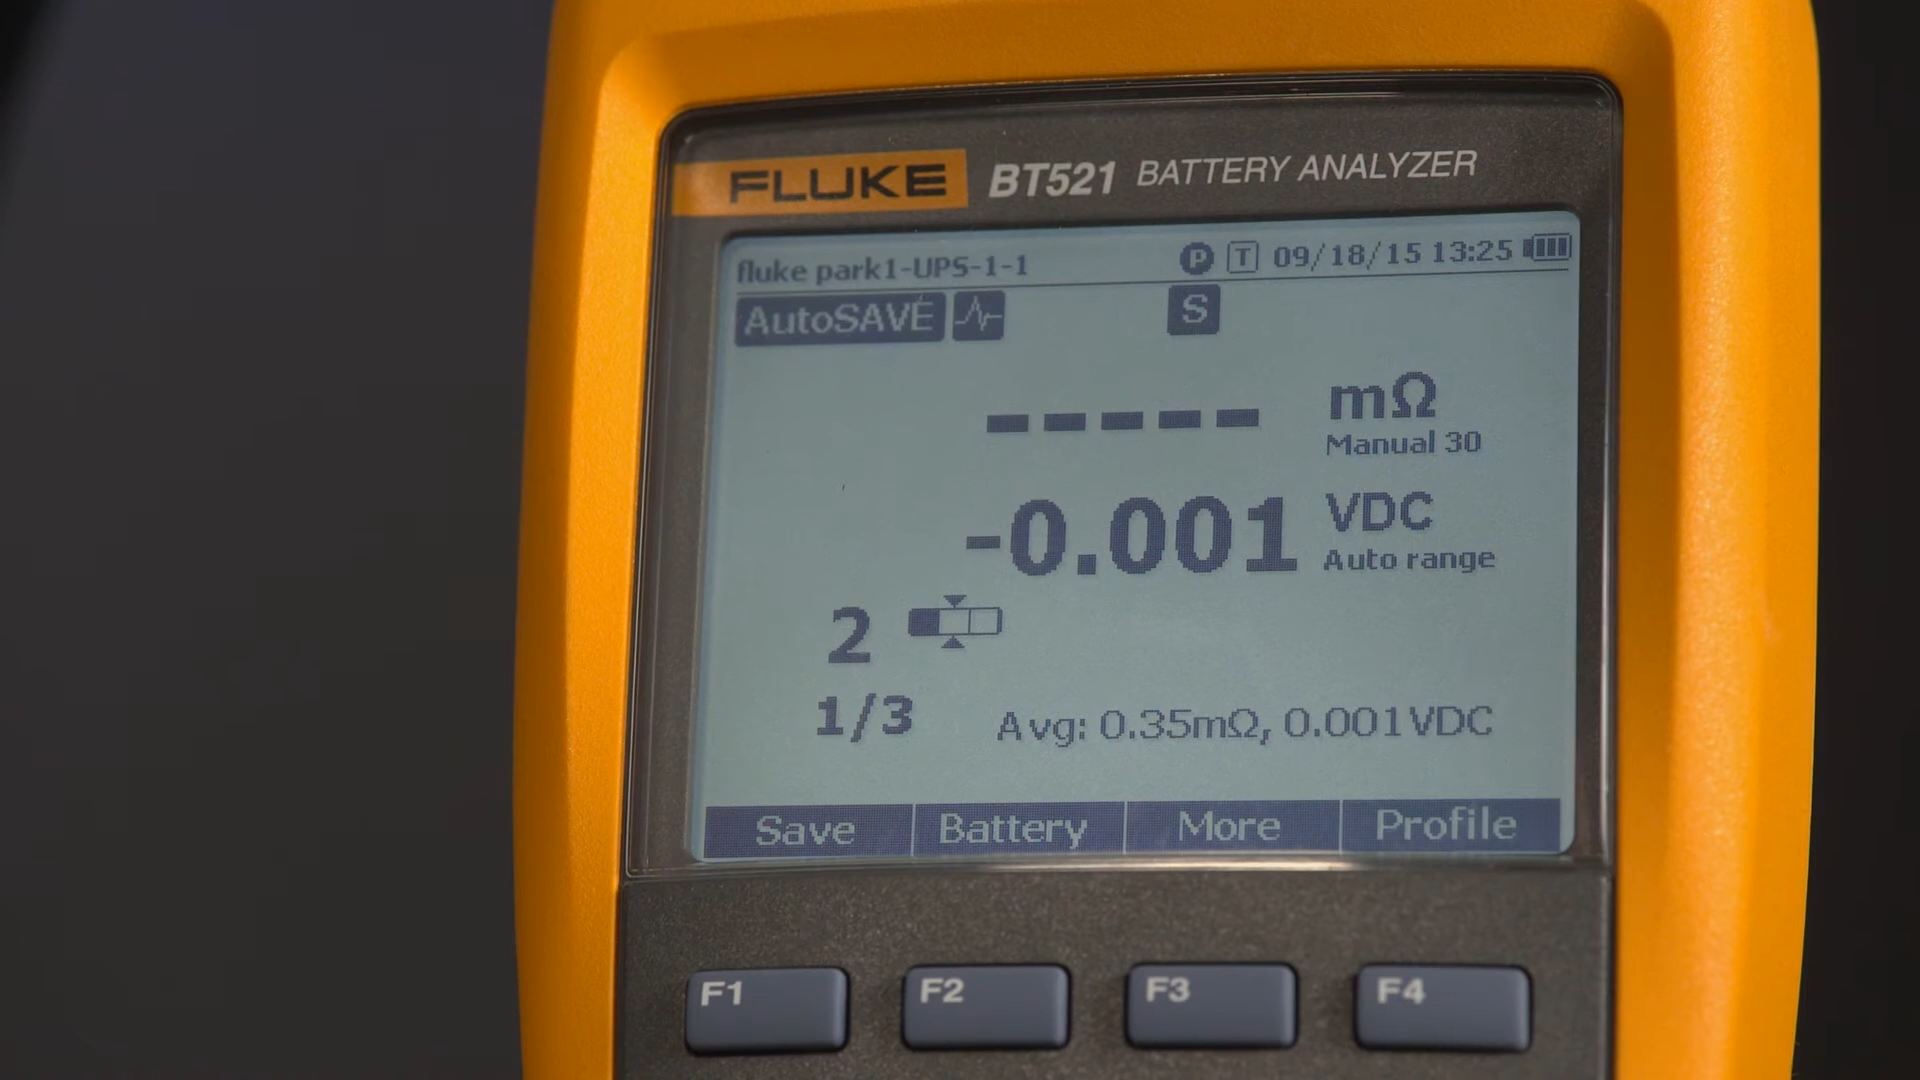 FLUKE BT521 BATTERY ANALYZER
fluke park1-UPS-1-1 P T 09/18/15 13:25
AutoSAVE S
----- mΩ
Manual 30
-0.001 VDC
Auto range
2
1/3 Avg: 0.35mΩ, 0.001VDC
Save Battery More Profile
F1 F2 F3 F4